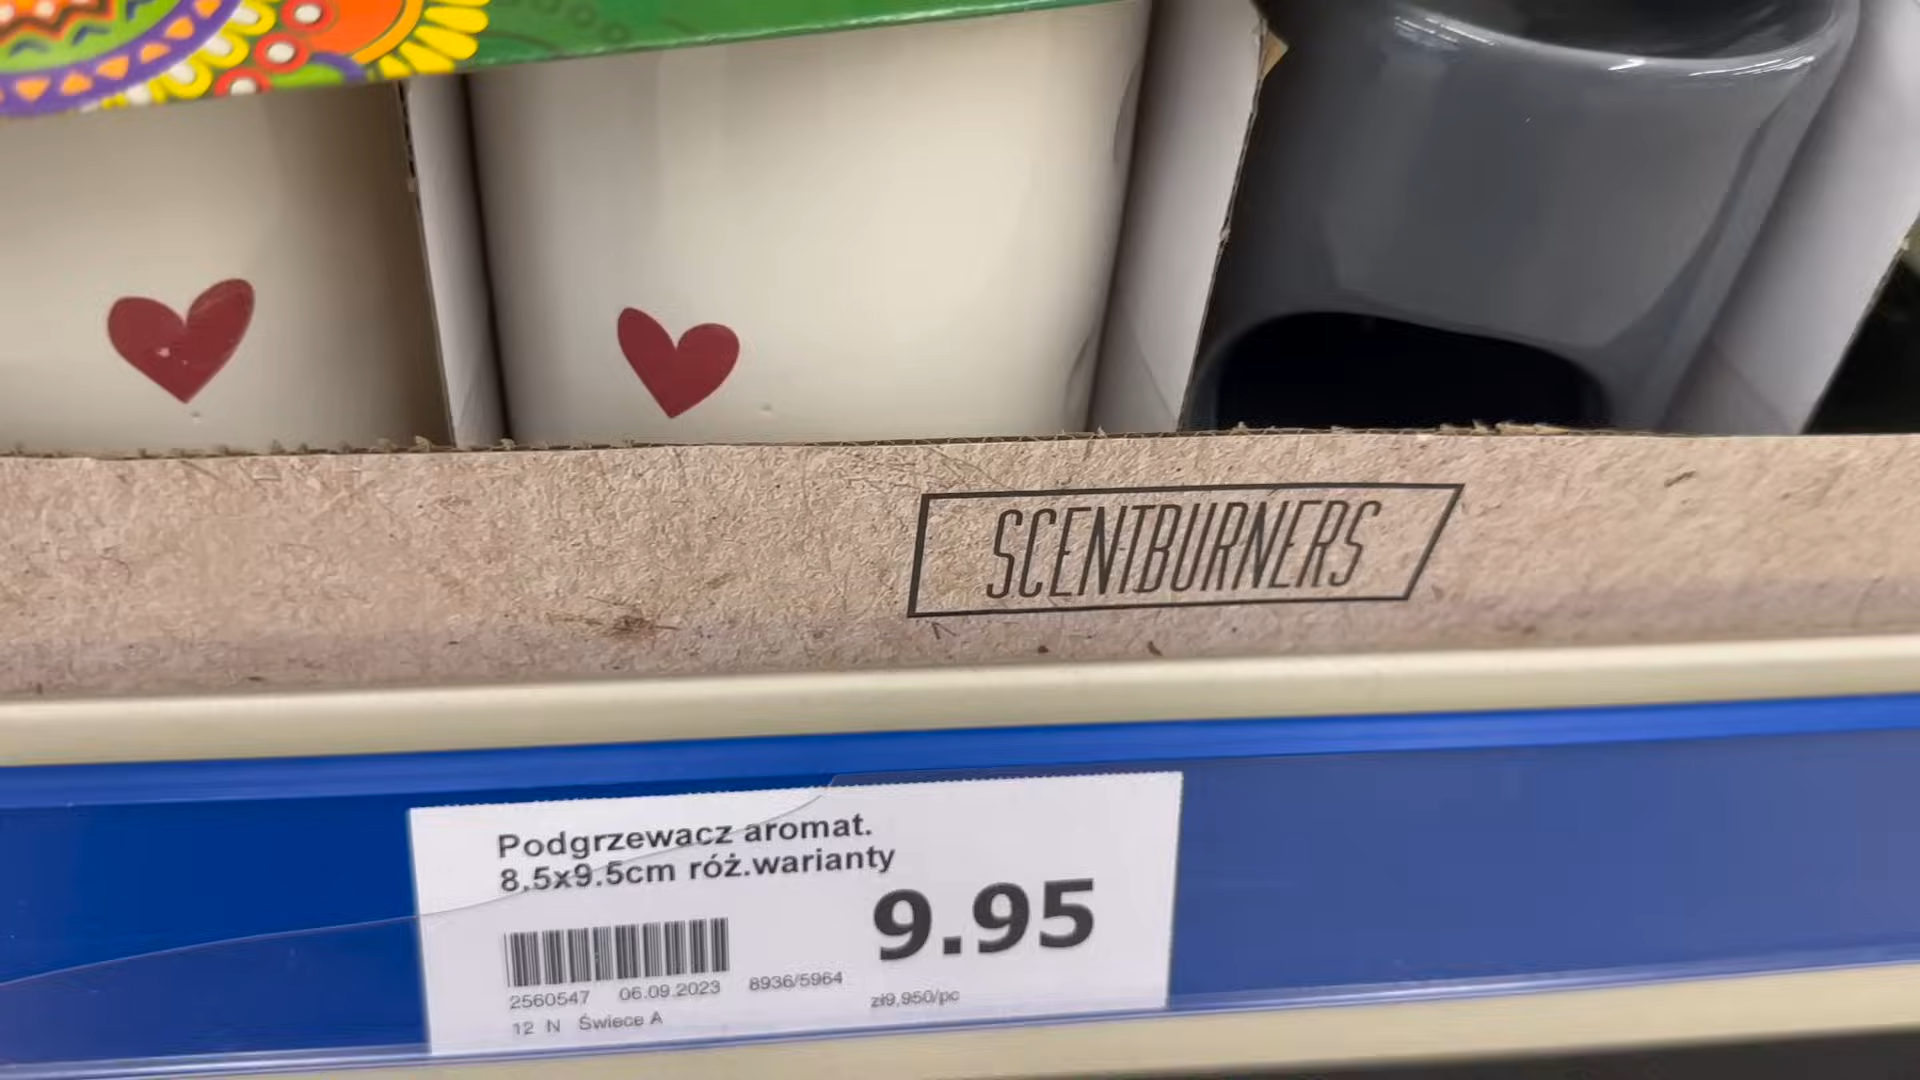 SCENTBURNERS
Podgrzewacz aromat.
8.5x9.5cm róż.warianty
9.95
2560547 06.09.2023 8936/5964
zł9,950/pc
12 N Świece A